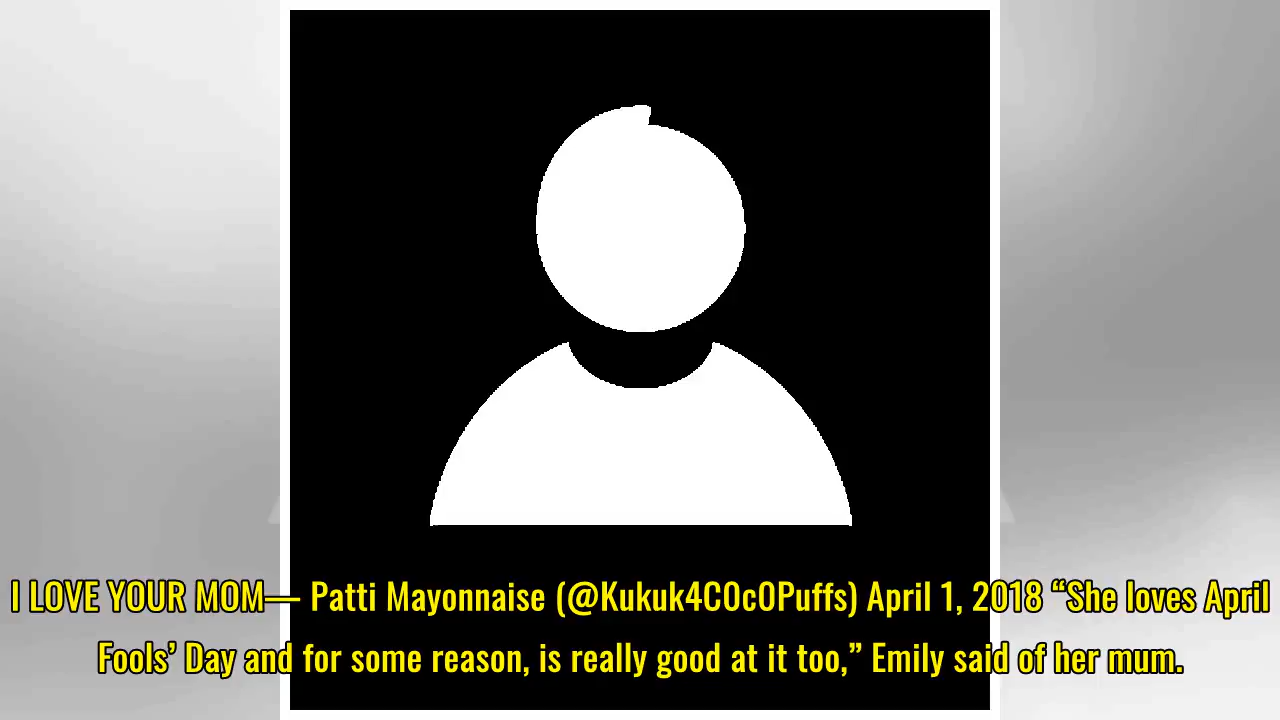 I LOVE YOUR MOM— Patti Mayonnaise (@Kukuk4COcOPuffs) April 1, 2018 “She loves April
Fools’ Day and for some reason, is really good at it too,” Emily said of her mum.